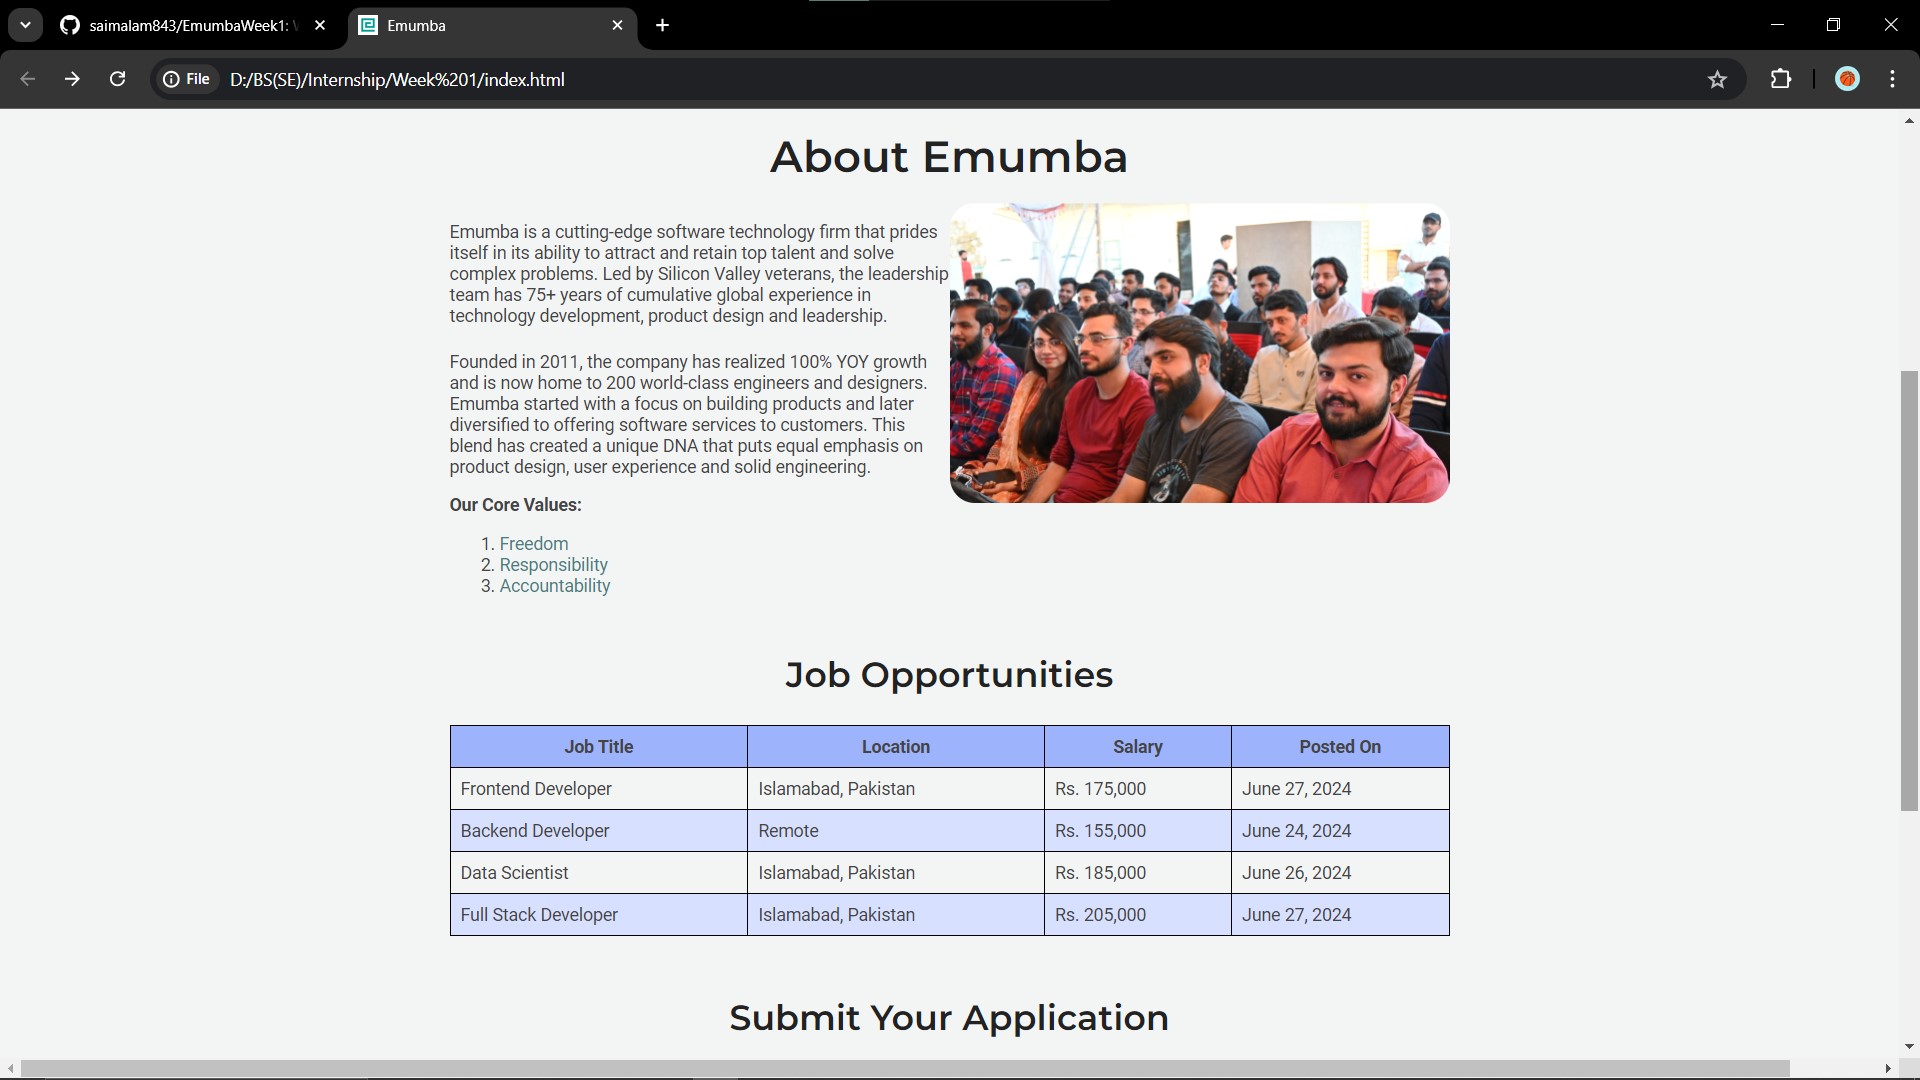 saimalam843/EmumbaWeek1:
Emumba
File
D:/BS(SE)/Internship/Week%201/index.html
About Emumba
Emumba is a cutting-edge software technology firm that prides
itself in its ability to attract and retain top talent and solve
complex problems. Led by Silicon Valley veterans, the leadership
team has 75+ years of cumulative global experience in
technology development, product design and leadership.
Founded in 2011, the company has realized 100% YOY growth
and is now home to 200 world-class engineers and designers.
Emumba started with a focus on building products and later
diversified to offering software services to customers. This
blend has created a unique DNA that puts equal emphasis on
product design, user experience and solid engineering.
Our Core Values:
1. Freedom
2. Responsibility
3. Accountability
Job Opportunities
Job Title Location Salary Posted On
Frontend Developer Islamabad, Pakistan Rs. 175,000 June 27, 2024
Backend Developer Remote Rs. 155,000 June 24, 2024
Data Scientist Islamabad, Pakistan Rs. 185,000 June 26, 2024
Full Stack Developer Islamabad, Pakistan Rs. 205,000 June 27, 2024
Submit Your Application